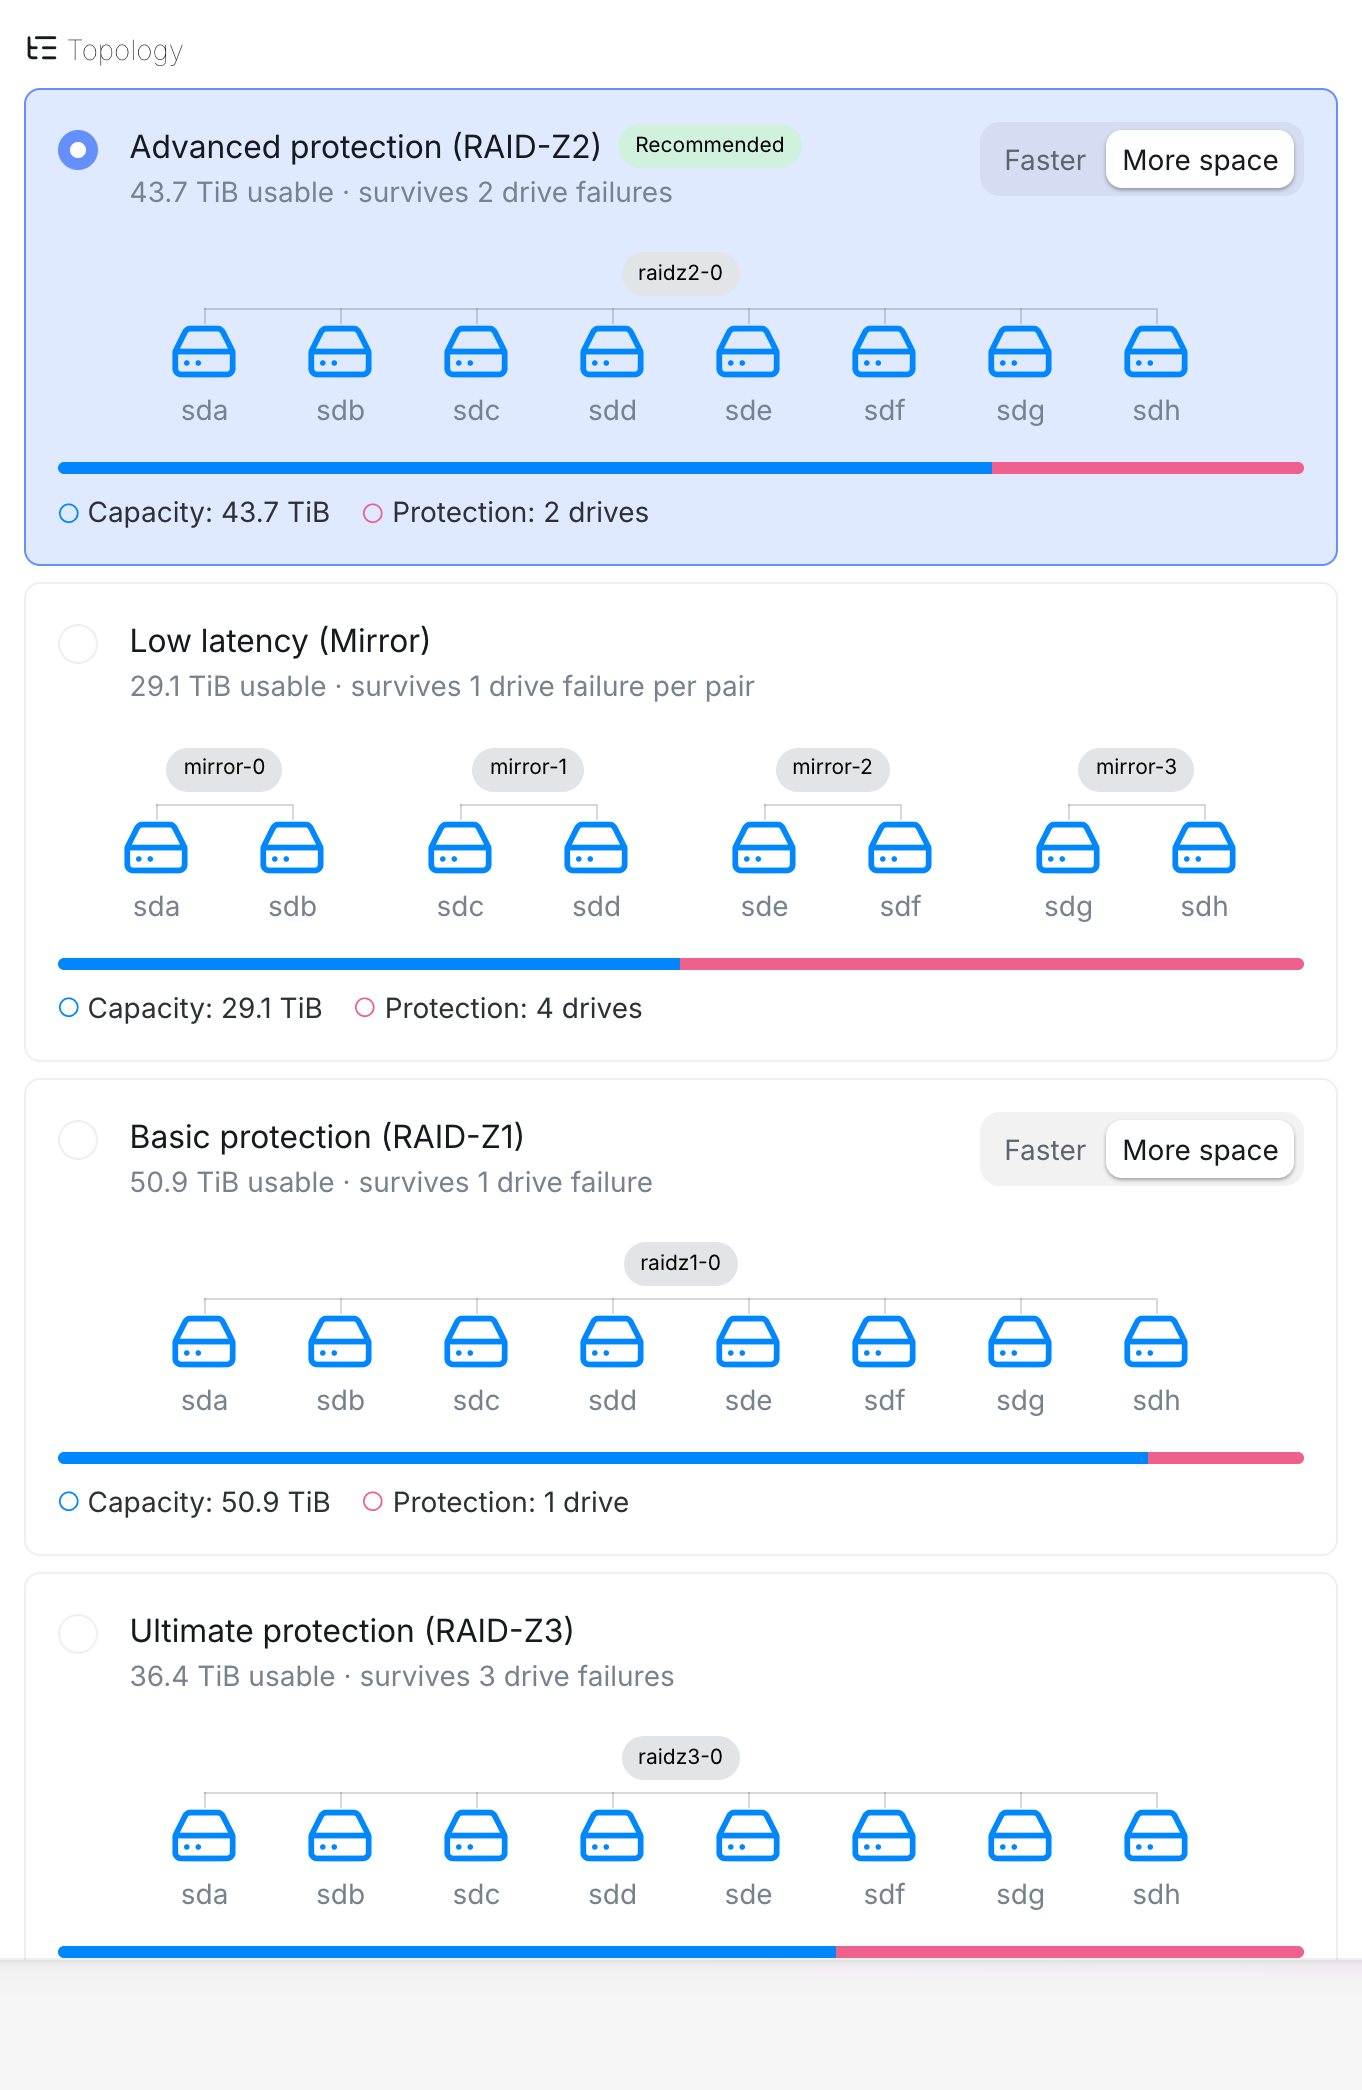 Topology
Advanced protection (RAID-Z2) Recommended Faster More space
43.7 TiB usable · survives 2 drive failures
raidz2-0
sda sdb sdc sdd sde sdf sdg sdh
Capacity: 43.7 TiB Protection: 2 drives
Low latency (Mirror)
29.1 TiB usable · survives 1 drive failure per pair
mirror-0 mirror-1 mirror-2 mirror-3
sda sdb sdc sdd sde sdf sdg sdh
Capacity: 29.1 TiB Protection: 4 drives
Basic protection (RAID-Z1) Faster More space
50.9 TiB usable · survives 1 drive failure
raidz1-0
sda sdb sdc sdd sde sdf sdg sdh
Capacity: 50.9 TiB Protection: 1 drive
Ultimate protection (RAID-Z3)
36.4 TiB usable · survives 3 drive failures
raidz3-0
sda sdb sdc sdd sde sdf sdg sdh